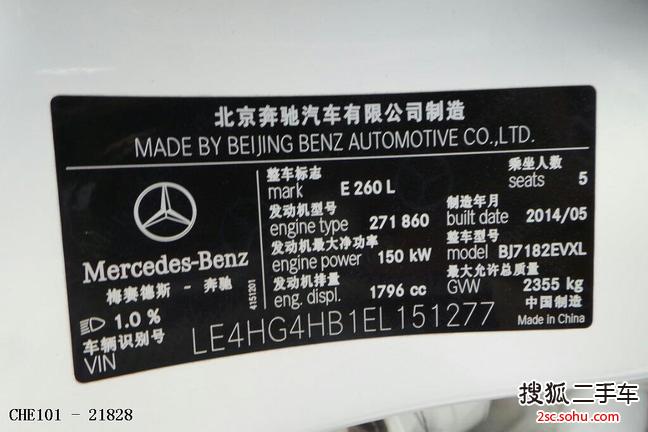 北京奔驰汽车有限公司制造
MADE BY BEIJING BENZ AUTOMOTIVE CO.,LTD.
Mercedes-Benz
梅赛德斯 - 奔驰
1.0 %
4151201
整车标志
mark E 260 L
乘坐人数
seats 5
发动机型号
engine type 271 860
制造年月
built date 2014/05
发动机最大净功率
engine power 150 kW
整车型号
model BJ7182EVXL
发动机排量
eng. displ. 1796 cc
最大允许总质量
GVW 2355 kg
车辆识别号
VIN LE4HG4HB1EL151277
中国制造
Made in China
CHE101 - 21828
搜狐二手车
2sc.sohu.com